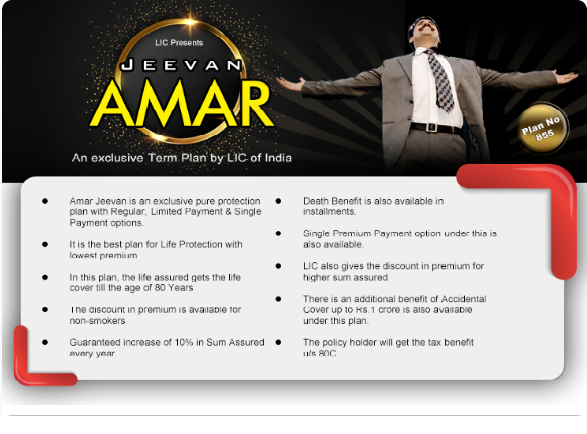 LIC Presents
JEEVAN
AMAR
An exclusive Term Plan by LIC of India
Plan No
855
Amar Jeevan is an exclusive pure protection
plan with Regular, Limited Payment & Single
Payment options.
It is the best plan for Life Protection with
lowest premium
In this plan, the life assured gets the life
cover till the age of 80 Years
The discount in premium is available for
non-smokers
Guaranteed increase of 10% in Sum Assured
every year
Death Benefit is also available in
installments.
Single Premium Payment option under this is
also available.
LIC also gives the discount in premium for
higher sum assured
There is an additional benefit of Accidental
Cover up to Rs.1 crore is also available
under this plan.
The policy holder will get the tax benefit
u/s 80C